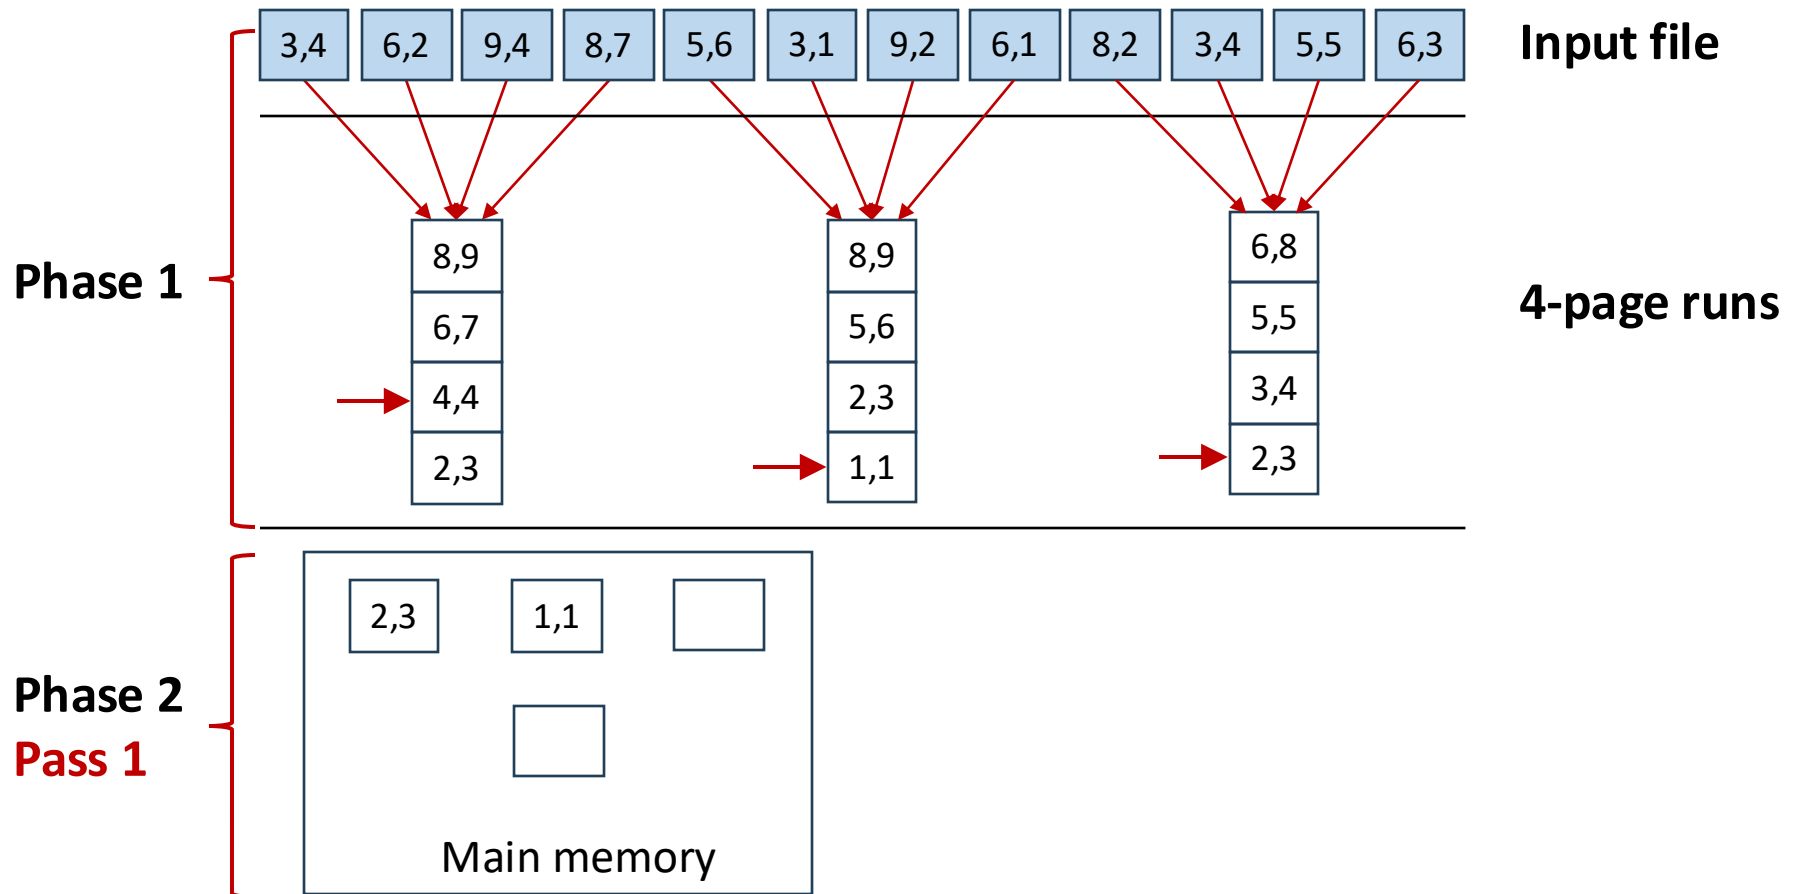 3,4 6,2 9,4 8,7 5,6 3,1 9,2 6,1 8,2 3,4 5,5 6,3 Input file
Phase 1
8,9
6,7
4,4
2,3
8,9
5,6
2,3
1,1
6,8
5,5
3,4
2,3
4-page runs
Phase 2
Pass 1
2,3 1,1
Main memory